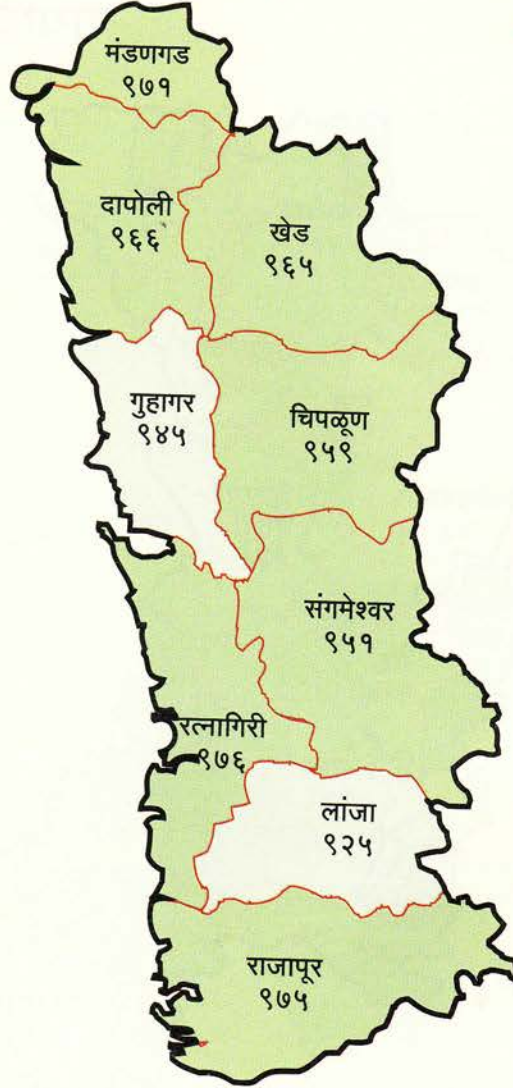 मंडणगड
९७१
दापोली
९६६
खेड
९६५
गुहागर
९४५
चिपळूण
९५९
संगमेश्वर
९५१
रत्नागिरी
९७६
लांजा
९२५
राजापूर
९७५